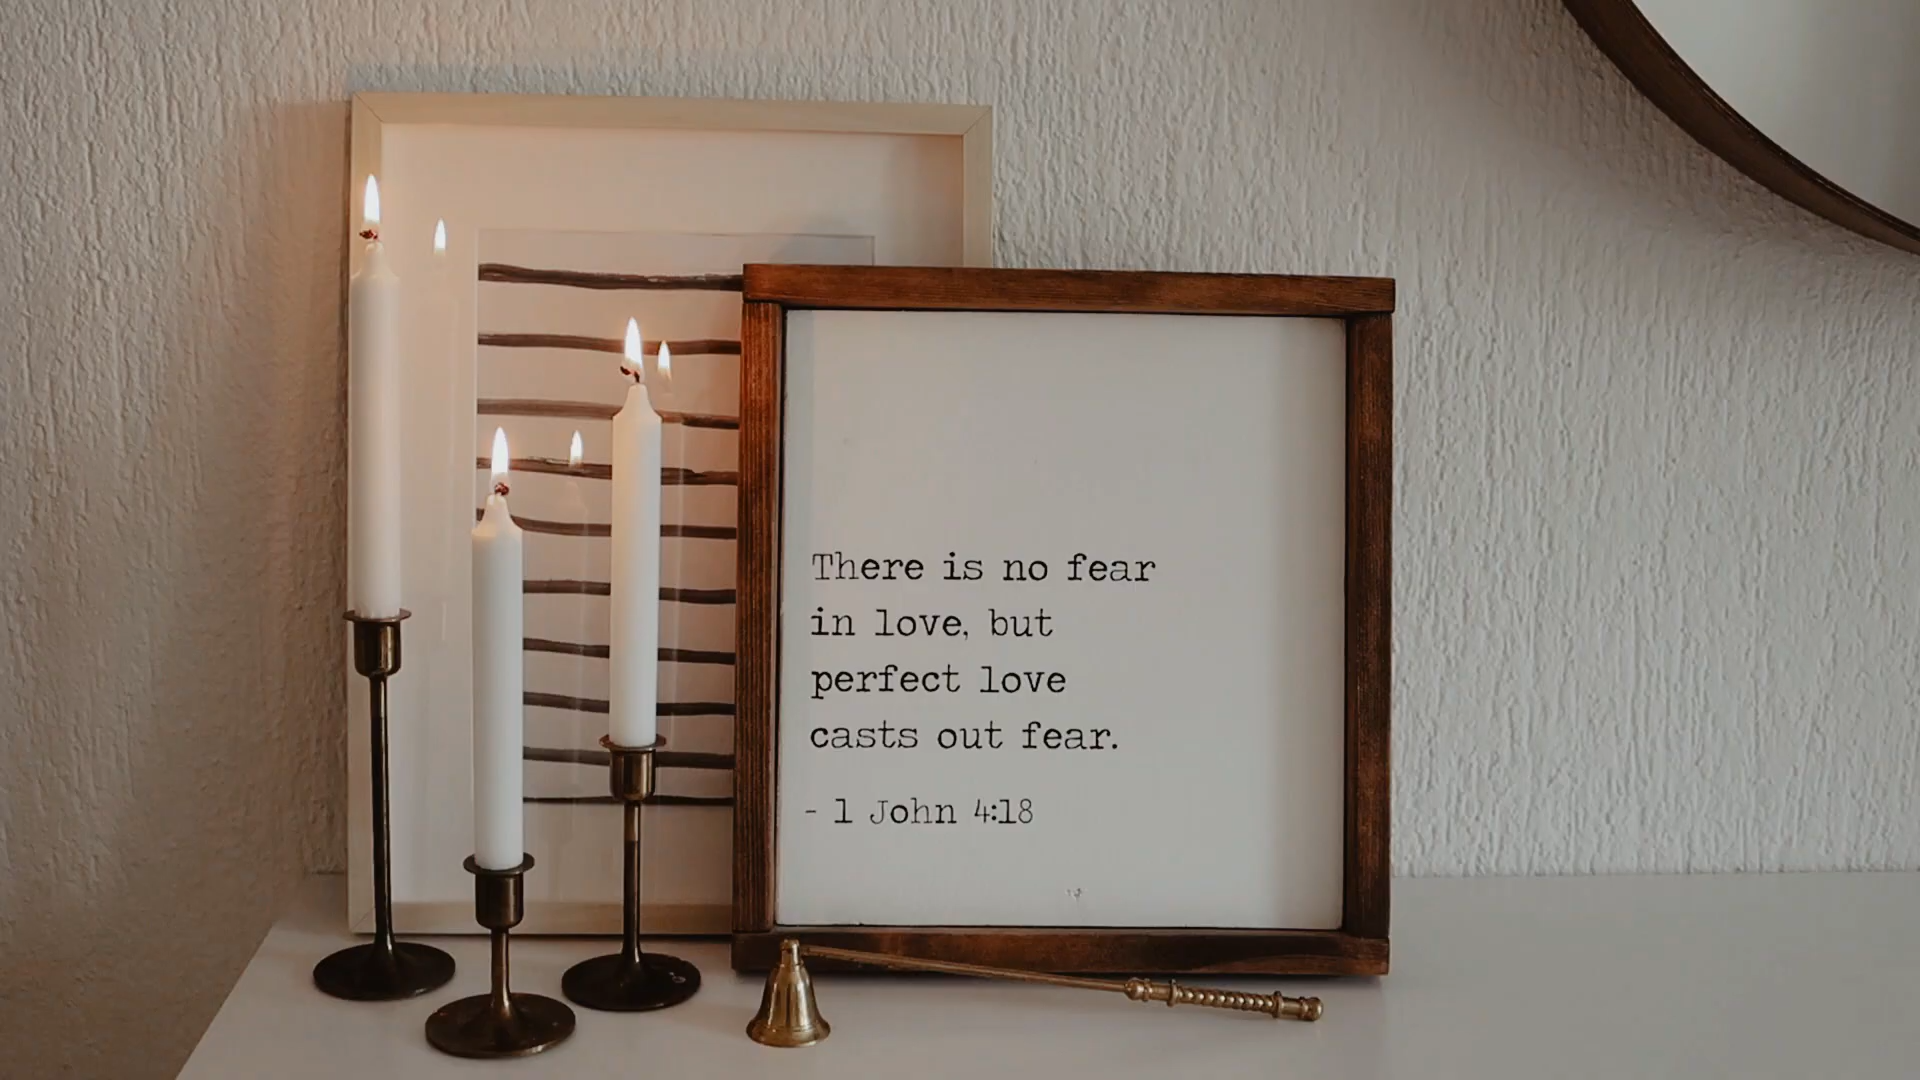 There is no fear
in love, but
perfect love
casts out fear.
- 1 John 4:18